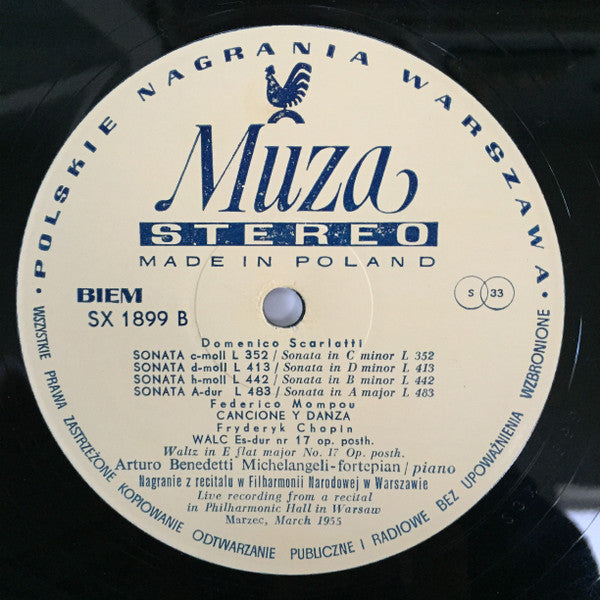 • POLSKIE NAGRANIA WARSZAWA •
Muza
STEREO
MADE IN POLAND
BIEM
SX 1899 B
S 33
Domenico Scarlatti
SONATA c-moll L 352 / Sonata in C minor L 352
SONATA d-moll L 413 / Sonata in D minor L 413
SONATA h-moll L 442 / Sonata in B minor L 442
SONATA A-dur L 483 / Sonata in A major L 483
Federico Mompou
CANCIONE Y DANZA
Fryderyk Chopin
WALC Es-dur nr 17 op. posth.
Waltz in E flat major No. 17 Op. posth.
Arturo Benedetti Michelangeli-fortepian / piano
Nagranie z recitalu w Filharmonii Narodowej w Warszawie
Live recording from a recital
in Philharmonic Hall in Warsaw
Marzec, March 1955
WSZYSTKIE PRAWA ZASTRZEŻONE KOPIOWANIE ODTWARZANIE PUBLICZNE I RADIOWE BEZ UPOWAŻNIENIA WZBRONIONE